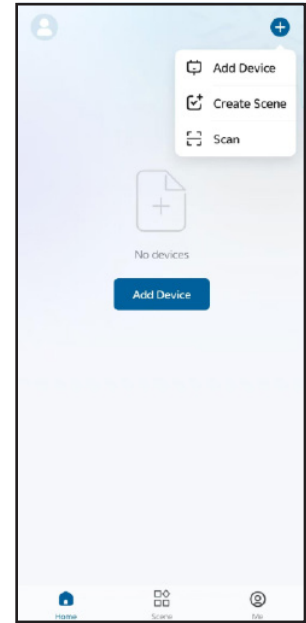 Add Device
Create Scene
Scan
No devices
Add Device
Home
Scene
Me